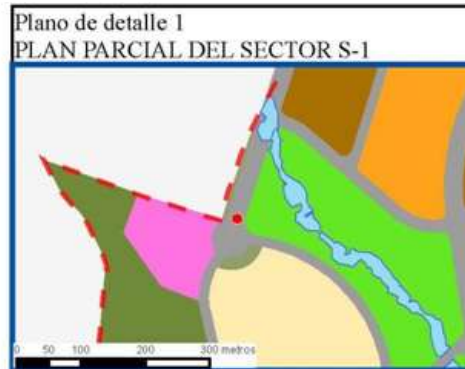 Plano de detalle 1
PLAN PARCIAL DEL SECTOR S-1
0 50 100 200 300 metros